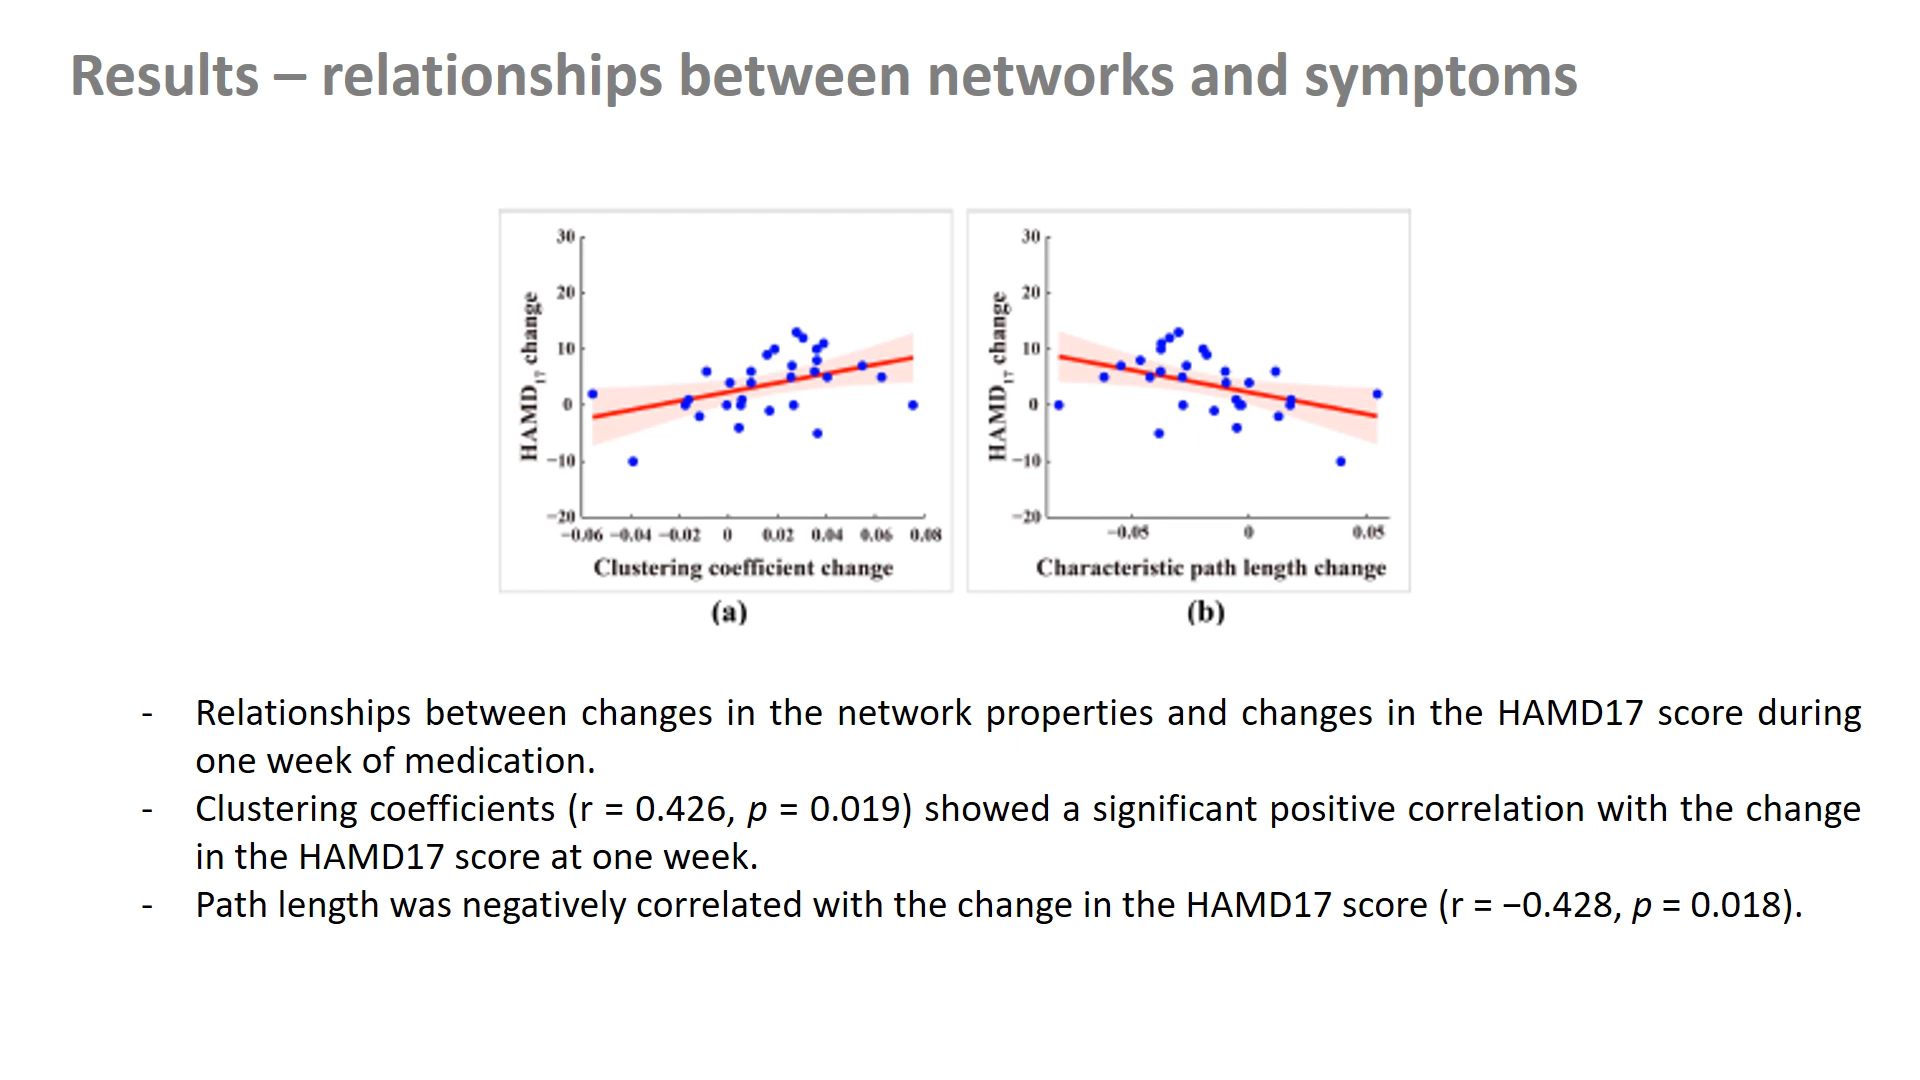 Results – relationships between networks and symptoms
30
20
10
0
−10
−20
HAMD17 change
−0.06 −0.04 −0.02 0 0.02 0.04 0.06 0.08
Clustering coefficient change
(a)
30
20
10
0
−10
−20
HAMD17 change
−0.05 0 0.05
Characteristic path length change
(b)
- Relationships between changes in the network properties and changes in the HAMD17 score during
one week of medication.
- Clustering coefficients (r = 0.426, p = 0.019) showed a significant positive correlation with the change
in the HAMD17 score at one week.
- Path length was negatively correlated with the change in the HAMD17 score (r = −0.428, p = 0.018).